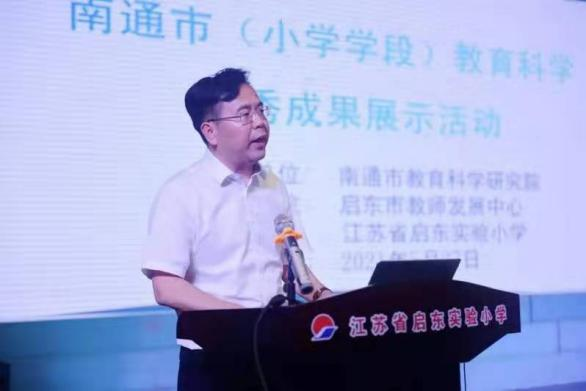 南通市（小学学段）教育科学
秀成果展示活动
位 南通市教育科学研究院
启东市教师发展中心
江苏省启东实验小学
江苏省启东实验小学